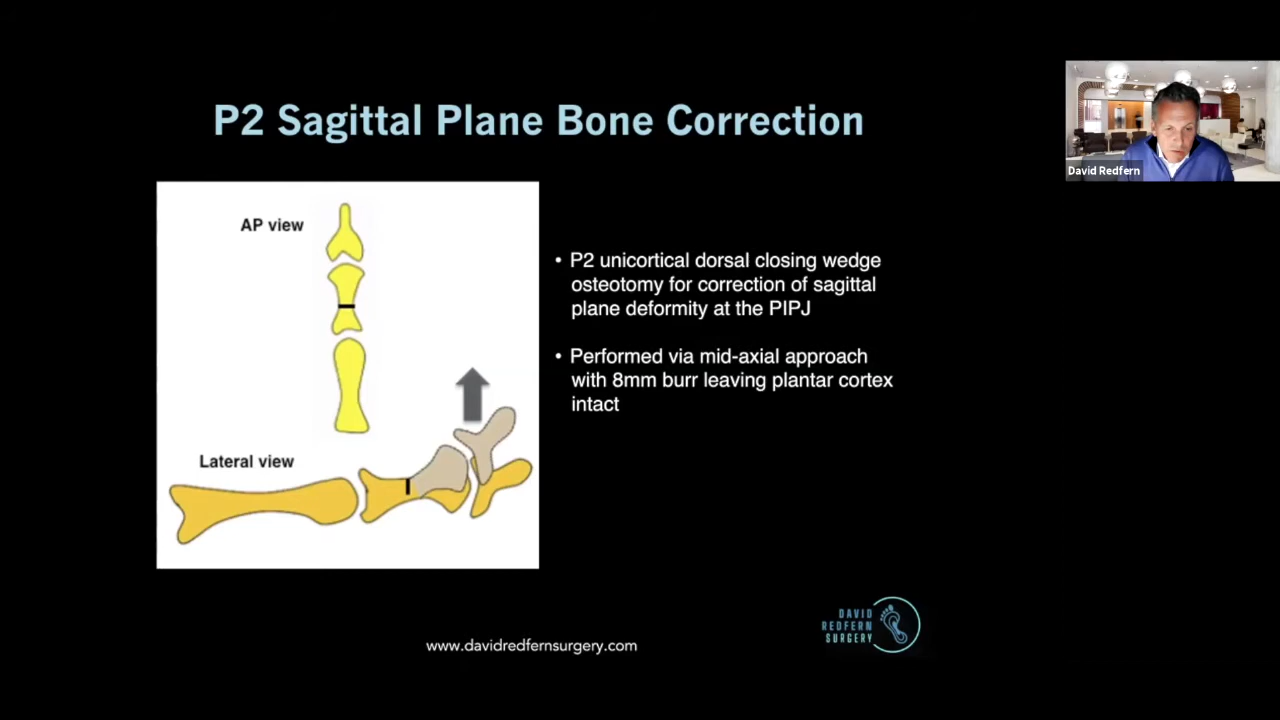 P2 Sagittal Plane Bone Correction
David Redfern
AP view
Lateral view
• P2 unicortical dorsal closing wedge
osteotomy for correction of sagittal
plane deformity at the PIPJ
• Performed via mid-axial approach
with 8mm burr leaving plantar cortex
intact
www.davidredfernsurgery.com
DAVID
REDFERN
SURGERY